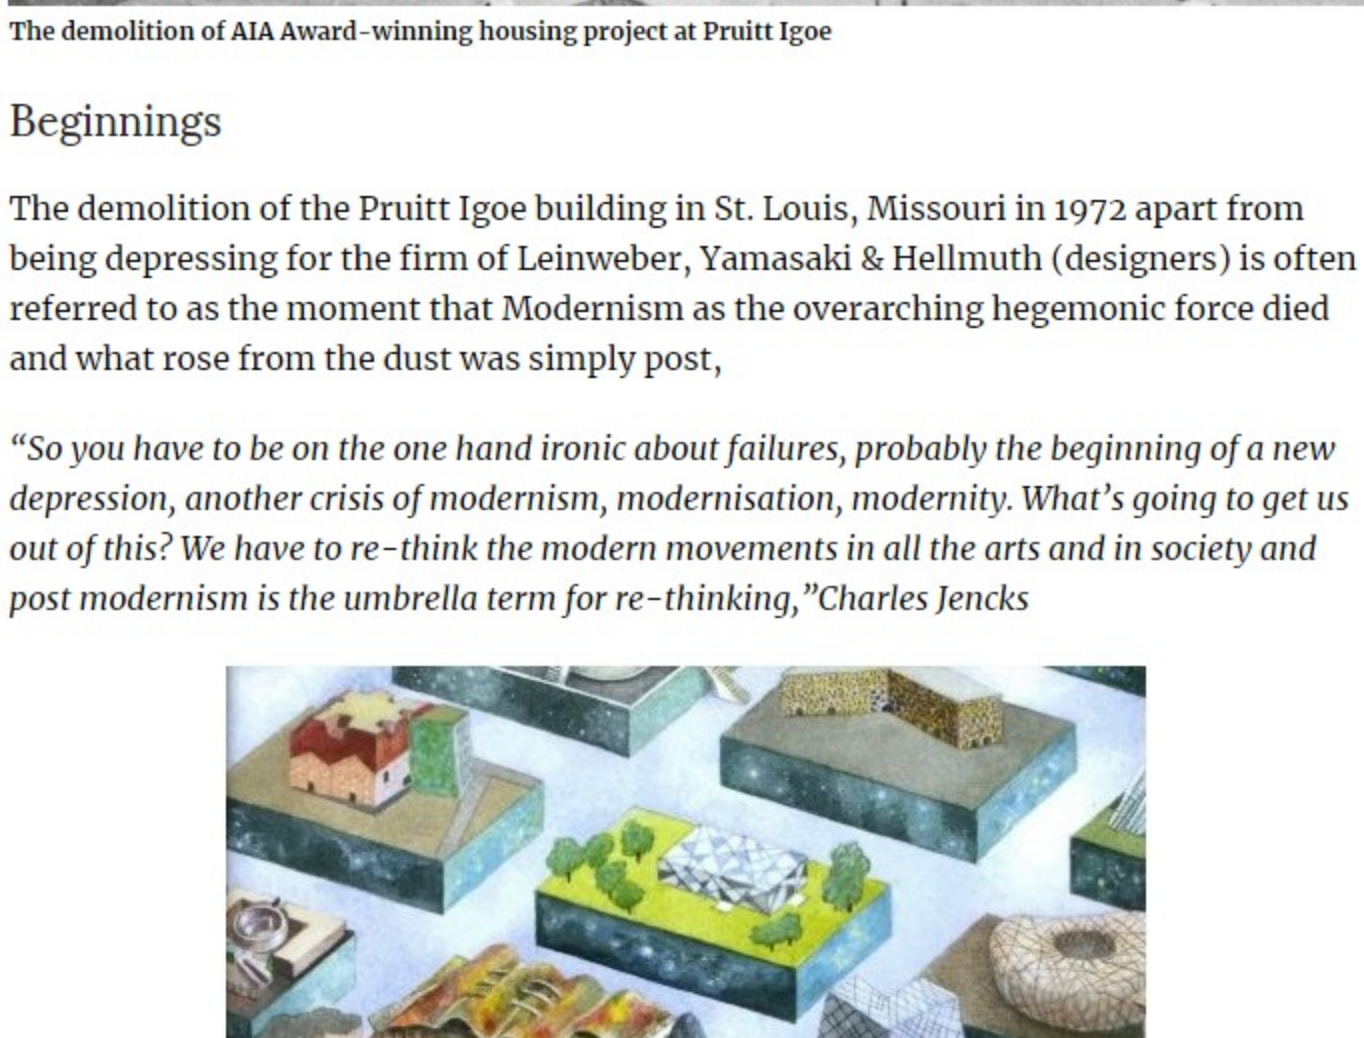 The demolition of AIA Award-winning housing project at Pruitt Igoe
Beginnings
The demolition of the Pruitt Igoe building in St. Louis, Missouri in 1972 apart from
being depressing for the firm of Leinweber, Yamasaki & Hellmuth (designers) is often
referred to as the moment that Modernism as the overarching hegemonic force died
and what rose from the dust was simply post,
“So you have to be on the one hand ironic about failures, probably the beginning of a new
depression, another crisis of modernism, modernisation, modernity. What’s going to get us
out of this? We have to re-think the modern movements in all the arts and in society and
post modernism is the umbrella term for re-thinking,”Charles Jencks